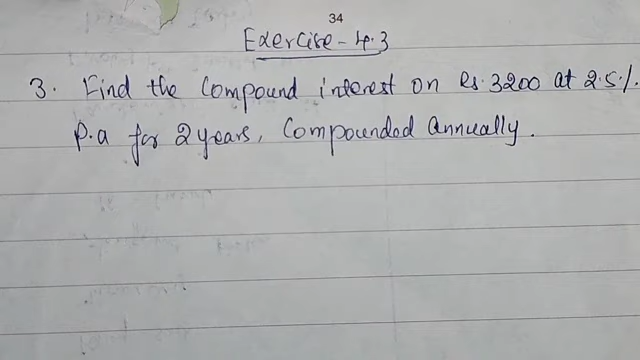 34
Exercise - 4.3
3. Find the Compound interest on Rs. 3200 at 2.5%.
P.a for 2 years, Compounded annually.